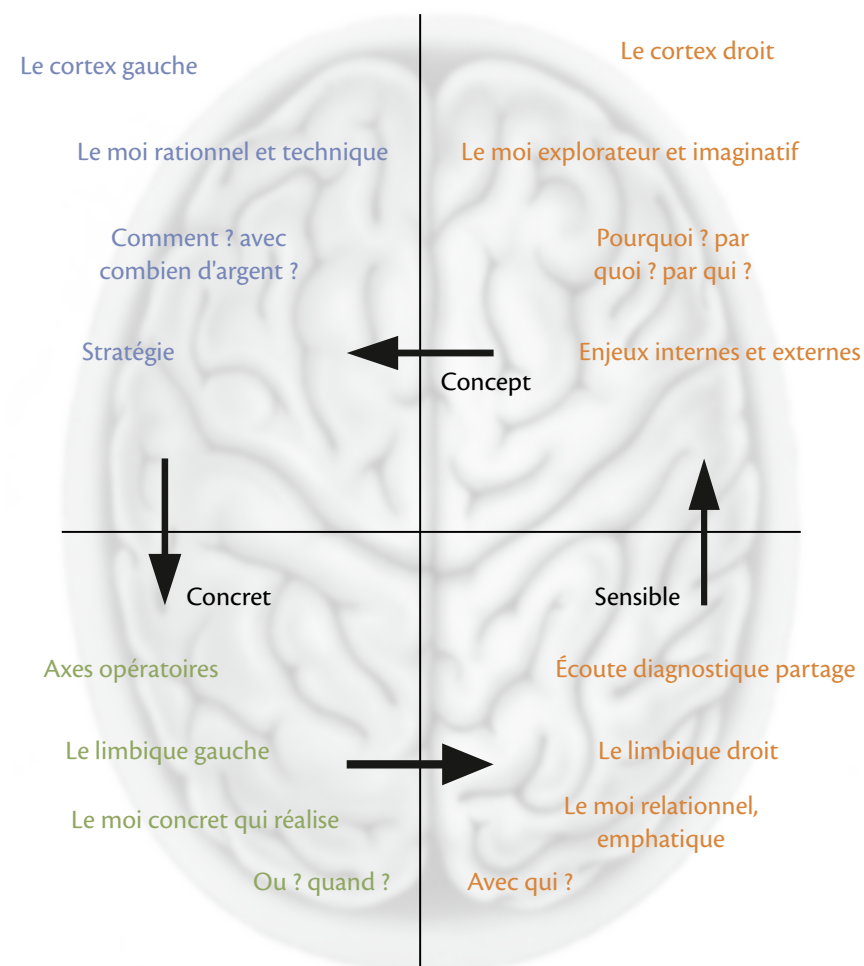 Le cortex gauche
Le cortex droit
Le moi rationnel et technique
Le moi explorateur et imaginatif
Comment ? avec
combien d'argent ?
Pourquoi ? par
quoi ? par qui ?
Stratégie
Enjeux internes et externes
Concept
Concret
Sensible
Axes opératoires
Écoute diagnostique partage
Le limbique gauche
Le limbique droit
Le moi concret qui réalise
Le moi relationnel,
emphatique
Ou ? quand ?
Avec qui ?